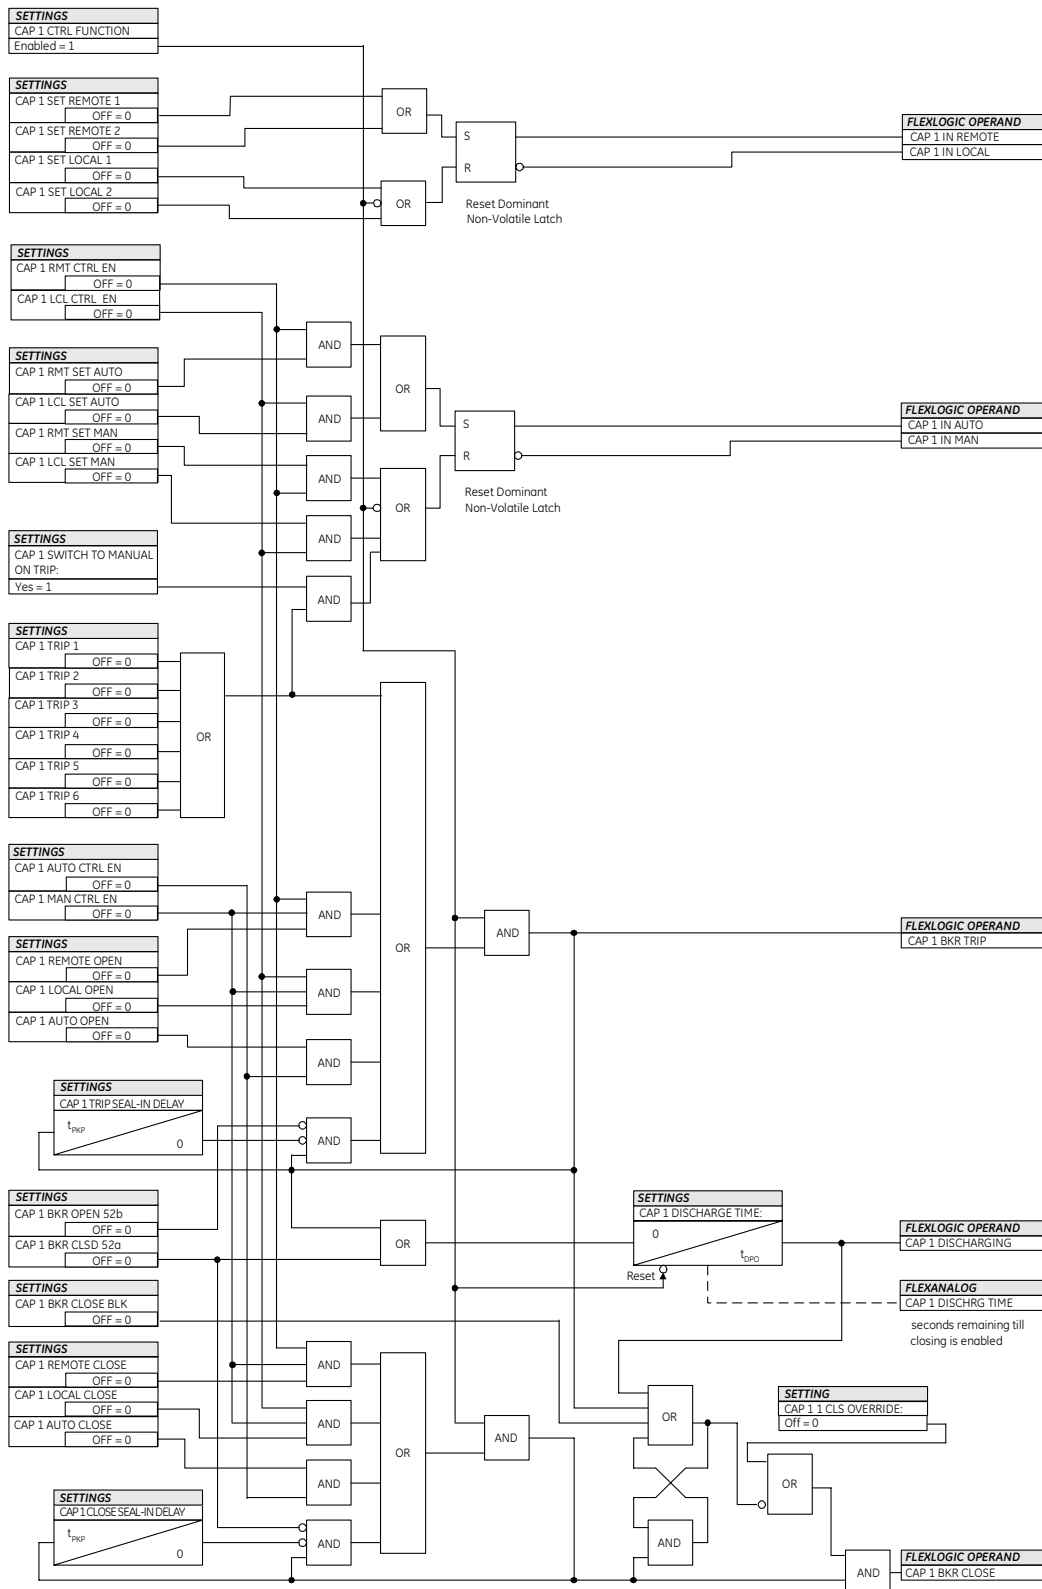 SETTINGS
CAP 1 CTRL FUNCTION
Enabled = 1
SETTINGS
CAP 1 SET REMOTE 1
OFF = 0
CAP 1 SET REMOTE 2
OFF = 0
CAP 1 SET LOCAL 1
OFF = 0
CAP 1 SET LOCAL 2
OFF = 0
OR
OR
S
R
Reset Dominant
Non-Volatile Latch
FLEXLOGIC OPERAND
CAP 1 IN REMOTE
CAP 1 IN LOCAL
SETTINGS
CAP 1 RMT CTRL EN
OFF = 0
CAP 1 LCL CTRL EN
OFF = 0
SETTINGS
CAP 1 RMT SET AUTO
OFF = 0
CAP 1 LCL SET AUTO
OFF = 0
CAP 1 RMT SET MAN
OFF = 0
CAP 1 LCL SET MAN
OFF = 0
AND
AND
AND
AND
AND
OR
OR
S
R
Reset Dominant
Non-Volatile Latch
FLEXLOGIC OPERAND
CAP 1 IN AUTO
CAP 1 IN MAN
SETTINGS
CAP 1 SWITCH TO MANUAL
ON TRIP:
Yes = 1
SETTINGS
CAP 1 TRIP 1
OFF = 0
CAP 1 TRIP 2
OFF = 0
CAP 1 TRIP 3
OFF = 0
CAP 1 TRIP 4
OFF = 0
CAP 1 TRIP 5
OFF = 0
CAP 1 TRIP 6
OFF = 0
OR
SETTINGS
CAP 1 AUTO CTRL EN
OFF = 0
CAP 1 MAN CTRL EN
OFF = 0
SETTINGS
CAP 1 REMOTE OPEN
OFF = 0
CAP 1 LOCAL OPEN
OFF = 0
CAP 1 AUTO OPEN
OFF = 0
AND
AND
AND
AND
OR
AND
FLEXLOGIC OPERAND
CAP 1 BKR TRIP
SETTINGS
CAP 1 TRIP SEAL-IN DELAY
tPKP
0
SETTINGS
CAP 1 BKR OPEN 52b
OFF = 0
CAP 1 BKR CLSD 52a
OFF = 0
OR
SETTINGS
CAP 1 DISCHARGE TIME:
0
tDPO
Reset
FLEXLOGIC OPERAND
CAP 1 DISCHARGING
FLEXANALOG
CAP 1 DISCHRG TIME
seconds remaining till
closing is enabled
SETTINGS
CAP 1 BKR CLOSE BLK
OFF = 0
SETTINGS
CAP 1 REMOTE CLOSE
OFF = 0
CAP 1 LOCAL CLOSE
OFF = 0
CAP 1 AUTO CLOSE
OFF = 0
AND
AND
AND
AND
OR
AND
OR
AND
SETTING
CAP 1 1 CLS OVERRIDE:
Off = 0
OR
SETTINGS
CAP 1 CLOSE SEAL-IN DELAY
tPKP
0
AND
FLEXLOGIC OPERAND
CAP 1 BKR CLOSE